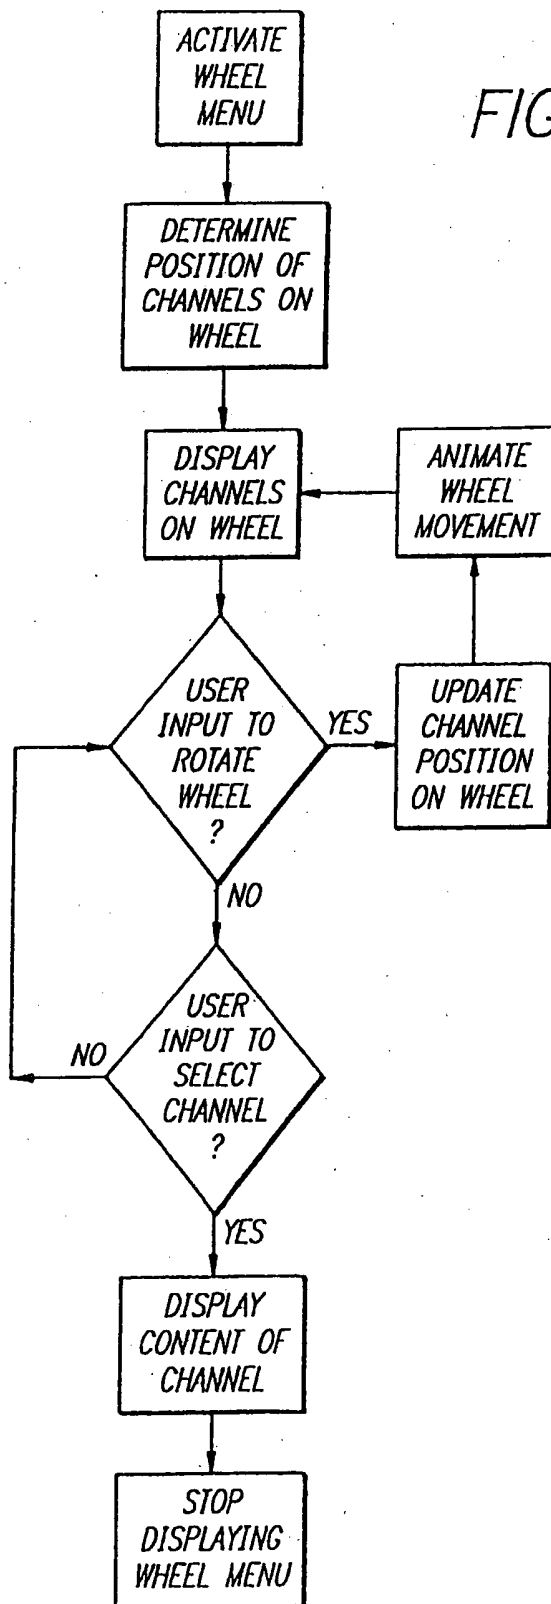 ACTIVATE
WHEEL
MENU
FIG
DETERMINE
POSITION OF
CHANNELS ON
WHEEL
DISPLAY
CHANNELS
ON WHEEL
ANIMATE
WHEEL
MOVEMENT
USER
INPUT TO
ROTATE
WHEEL
?
YES
UPDATE
CHANNEL
POSITION
ON WHEEL
NO
USER
INPUT TO
SELECT
CHANNEL
?
NO
YES
DISPLAY
CONTENT OF
CHANNEL
STOP
DISPLAYING
WHEEL MENU